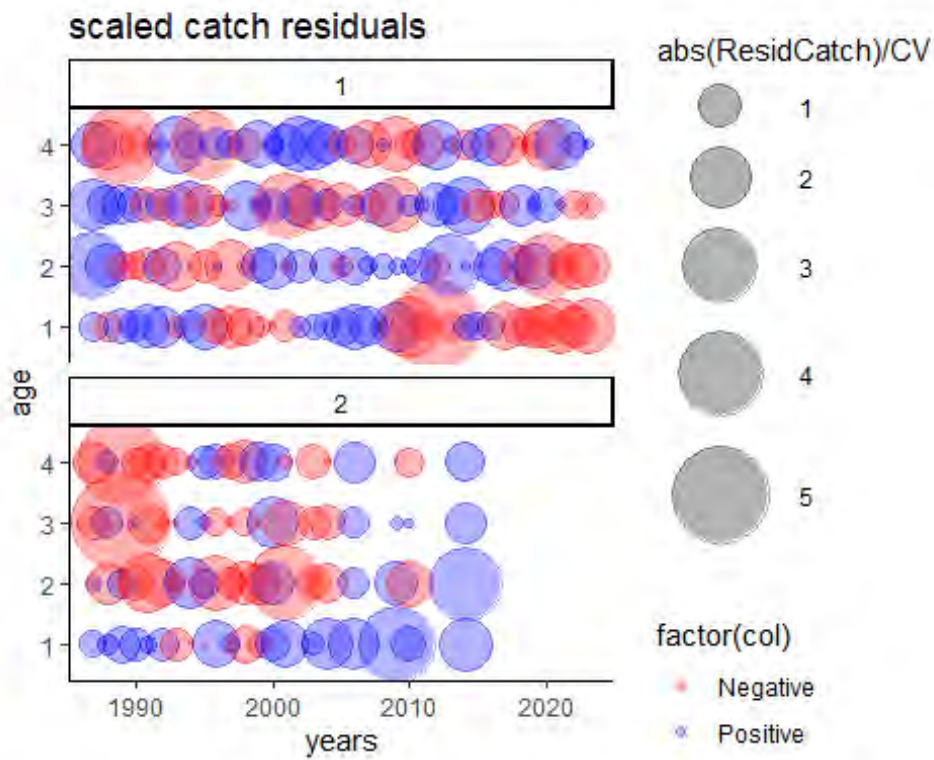 scaled catch residuals
1
4
3
2
1
2
4
3
2
1
age
1990 2000 2010 2020
years
abs(ResidCatch)/CV
1
2
3
4
5
factor(col)
Negative
Positive